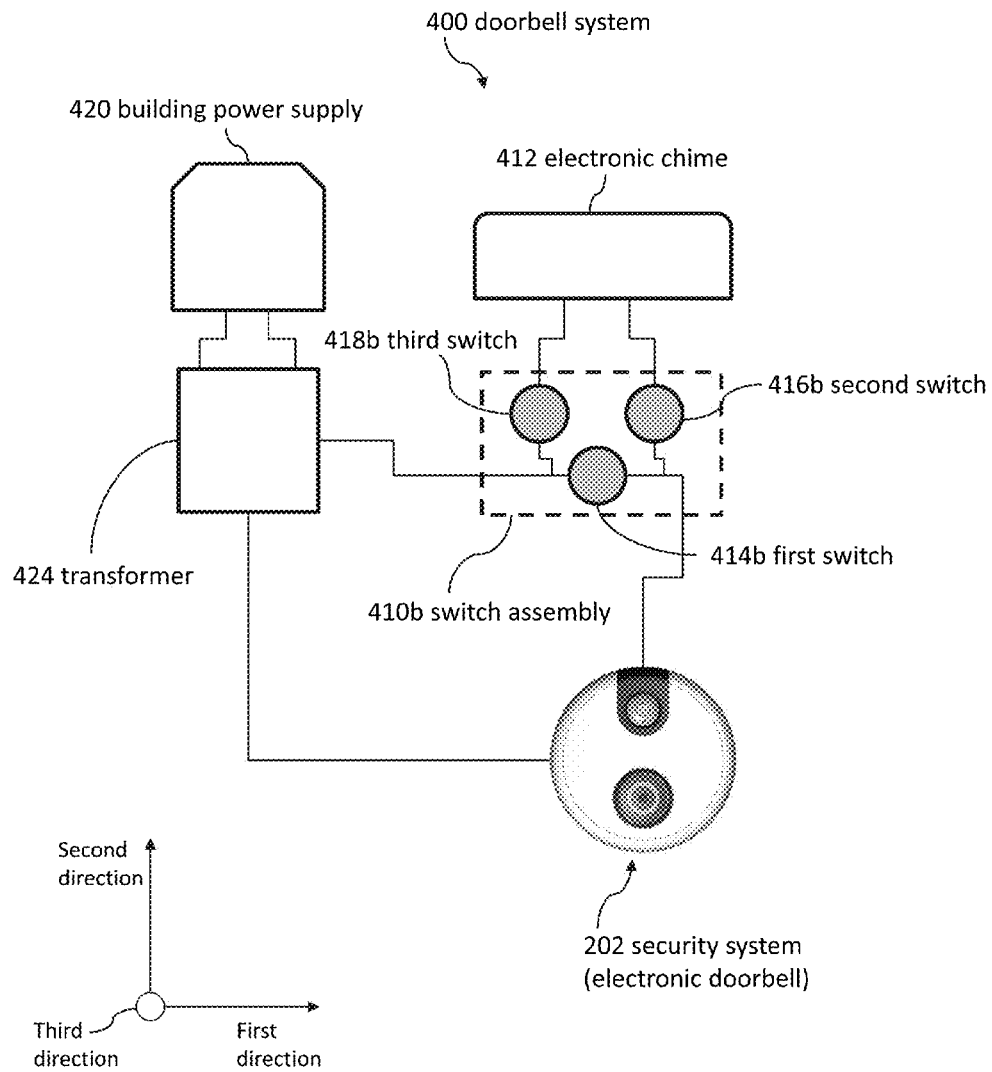 400 doorbell system
420 building power supply
412 electronic chime
418b third switch
416b second switch
414b first switch
424 transformer
410b switch assembly
Second
direction
202 security system
(electronic doorbell)
Third
direction
First
direction